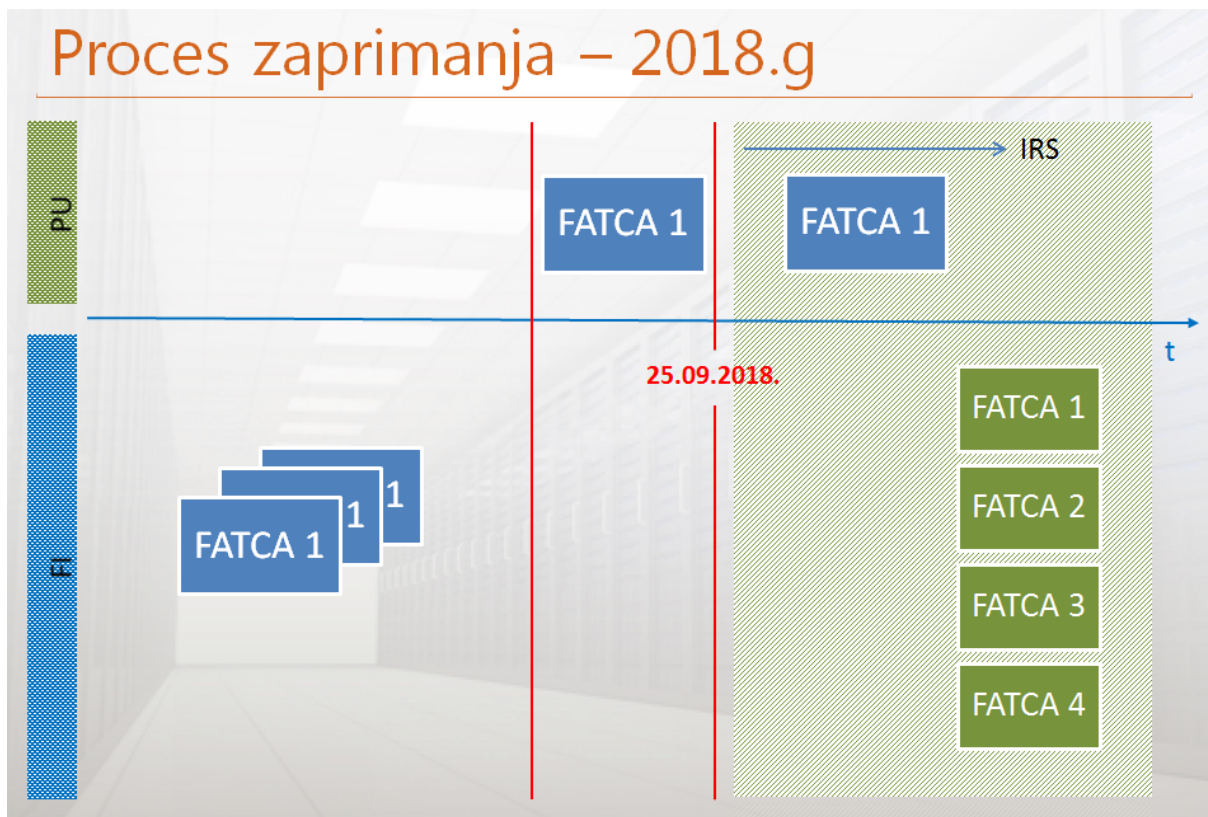 Proces zaprimanja – 2018.g
PU
IRS
FATCA 1
FATCA 1
t
25.09.2018.
FI
1
1
FATCA 1
FATCA 1
FATCA 2
FATCA 3
FATCA 4